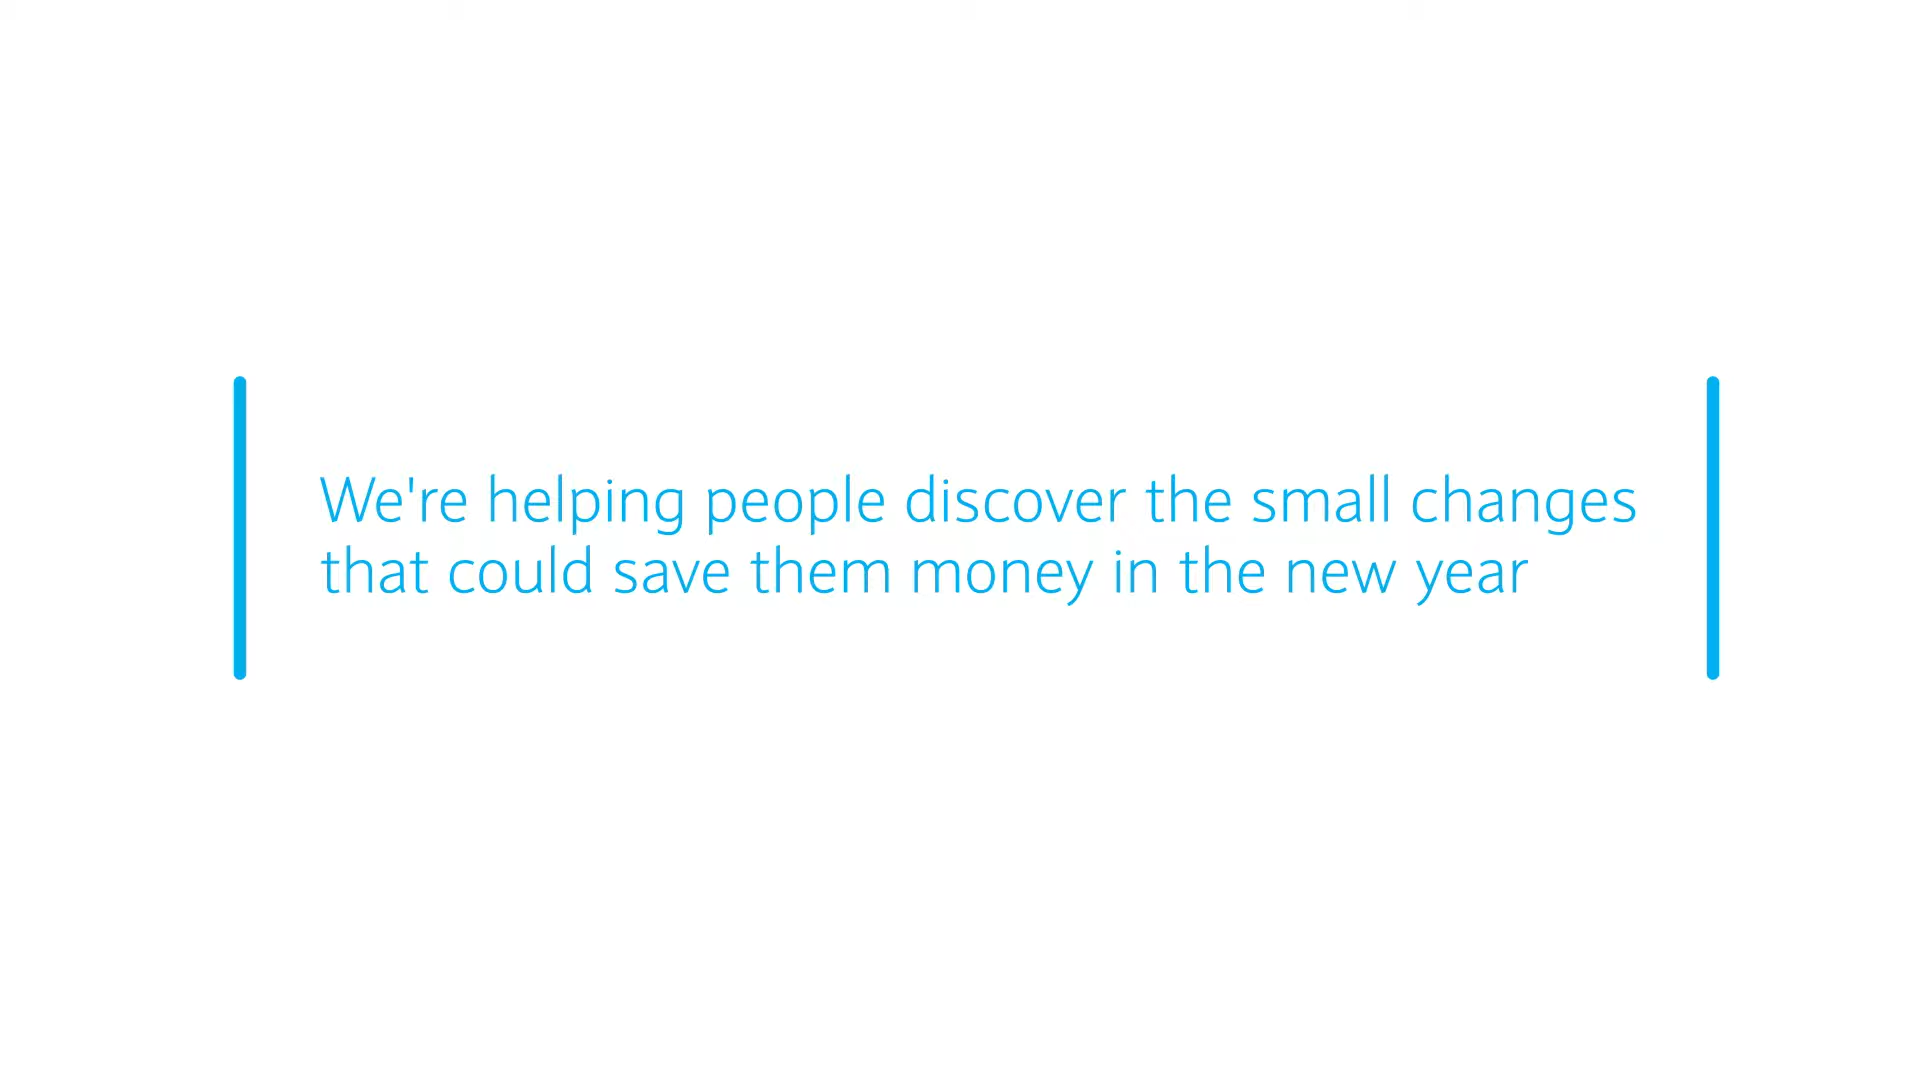 We're helping people discover the small changes
that could save them money in the new year